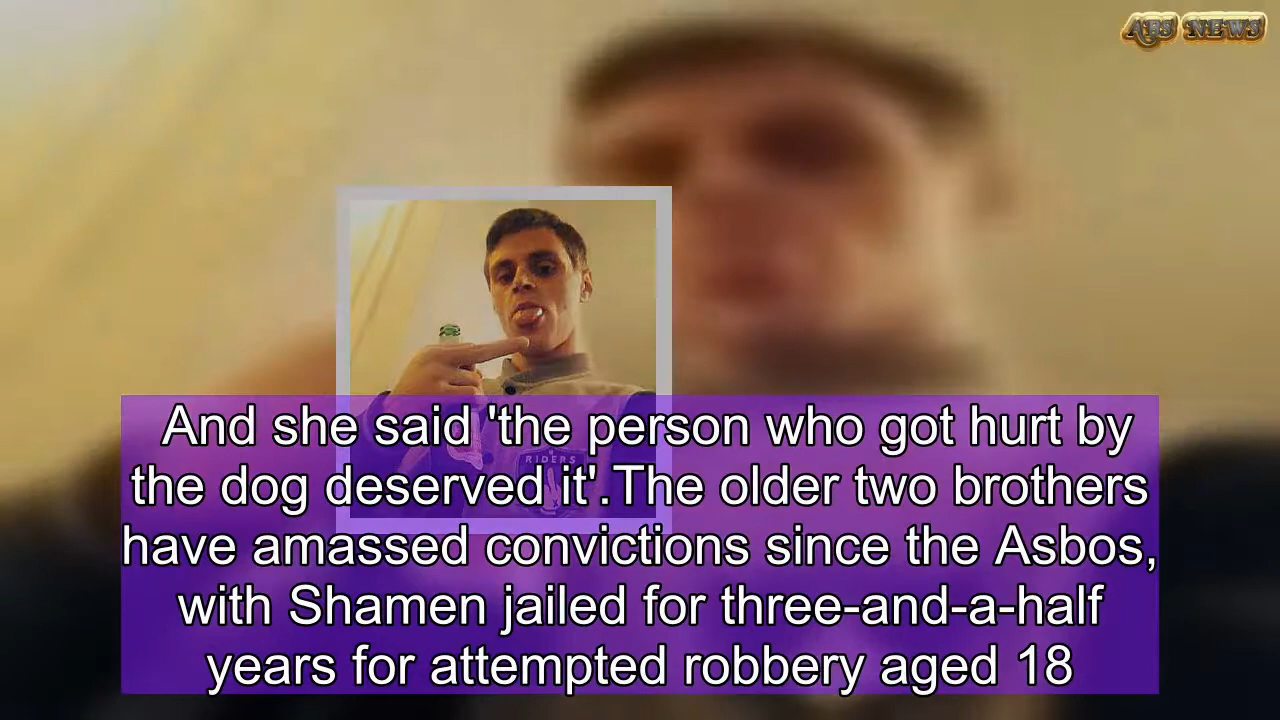 ABS NEWS
RIDERS
And she said 'the person who got hurt by
the dog deserved it'.The older two brothers
have amassed convictions since the Asbos,
with Shamen jailed for three-and-a-half
years for attempted robbery aged 18